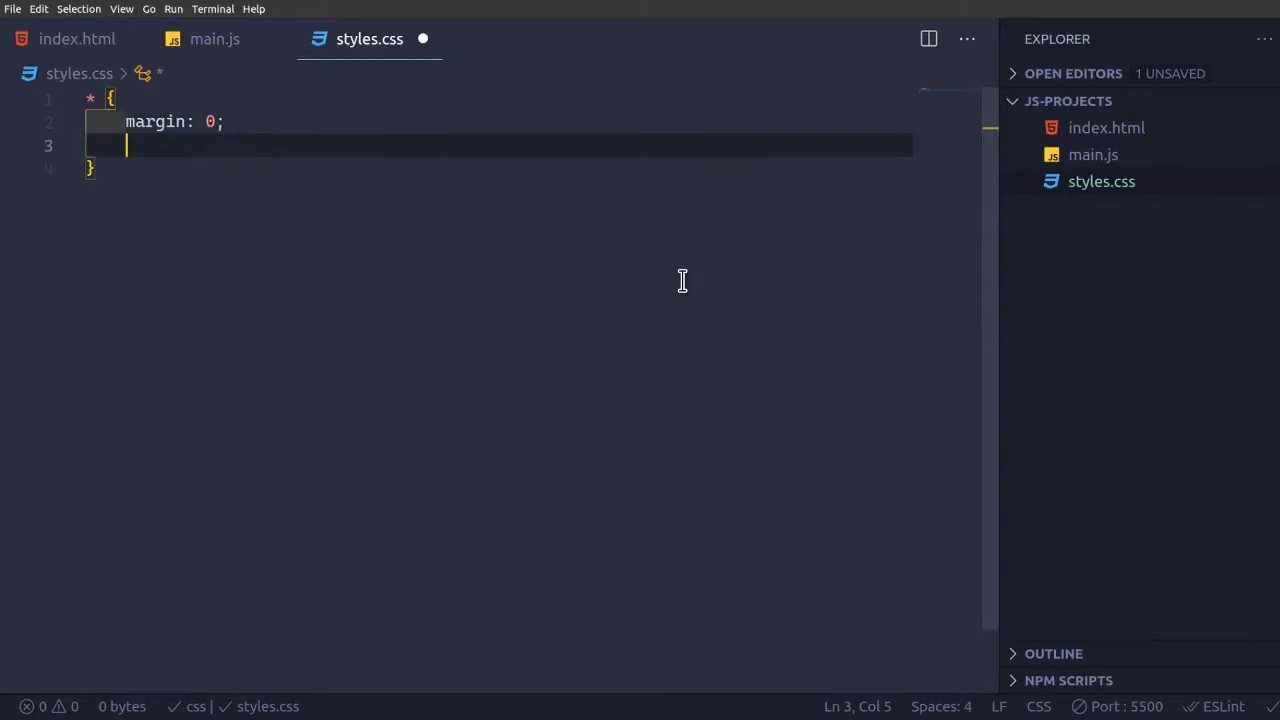 File Edit Selection View Go Run Terminal Help
index.html JS main.js styles.css
styles.css > *
1 * {
2 margin: 0;
3
4 }
EXPLORER
OPEN EDITORS 1 UNSAVED
JS-PROJECTS
index.html
JS main.js
styles.css
OUTLINE
NPM SCRIPTS
0 0 0 bytes css | styles.css Ln 3, Col 5 Spaces: 4 LF CSS Port : 5500 ESLint